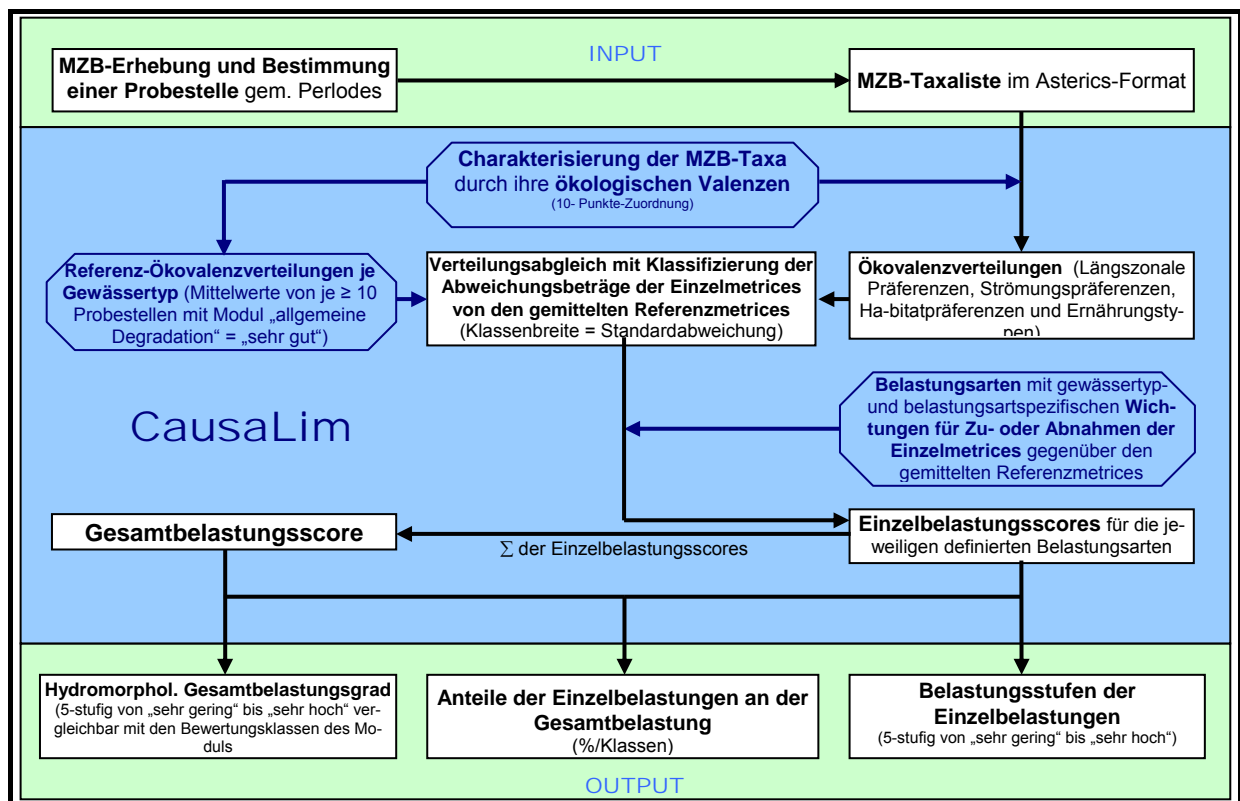 INPUT
MZB-Erhebung und Bestimmung
einer Probestelle gem. Perlodes
MZB-Taxaliste im Asterics-Format
Charakterisierung der MZB-Taxa
durch ihre ökologischen Valenzen
(10- Punkte-Zuordnung)
Referenz-Ökovalenzverteilungen je
Gewässertyp (Mittelwerte von je ≥ 10
Probestellen mit Modul „allgemeine
Degradation“ = „sehr gut“)
Verteilungsabgleich mit Klassifizierung der
Abweichungsbeträge der Einzelmetrices
von den gemittelten Referenzmetrices
(Klassenbreite = Standardabweichung)
Ökovalenzverteilungen (Längszonale
Präferenzen, Strömungspräferenzen,
Ha-bitatpräferenzen und Ernährungsty-
pen)
Belastungsarten mit gewässertyp-
und belastungsartspezifischen Wich-
tungen für Zu- oder Abnahmen der
Einzelmetrices gegenüber den
gemittelten Referenzmetrices
CausaLim
Gesamtbelastungsscore
∑ der Einzelbelastungsscores
Einzelbelastungsscores für die je-
weiligen definierten Belastungsarten
Hydromorphol. Gesamtbelastungsgrad
(5-stufig von „sehr gering“ bis „sehr hoch“ ver-
gleichbar mit den Bewertungsklassen des Mo-
duls
Anteile der Einzelbelastungen an der
Gesamtbelastung
(%/Klassen)
Belastungsstufen der
Einzelbelastungen
(5-stufig von „sehr gering“ bis „sehr hoch“)
OUTPUT